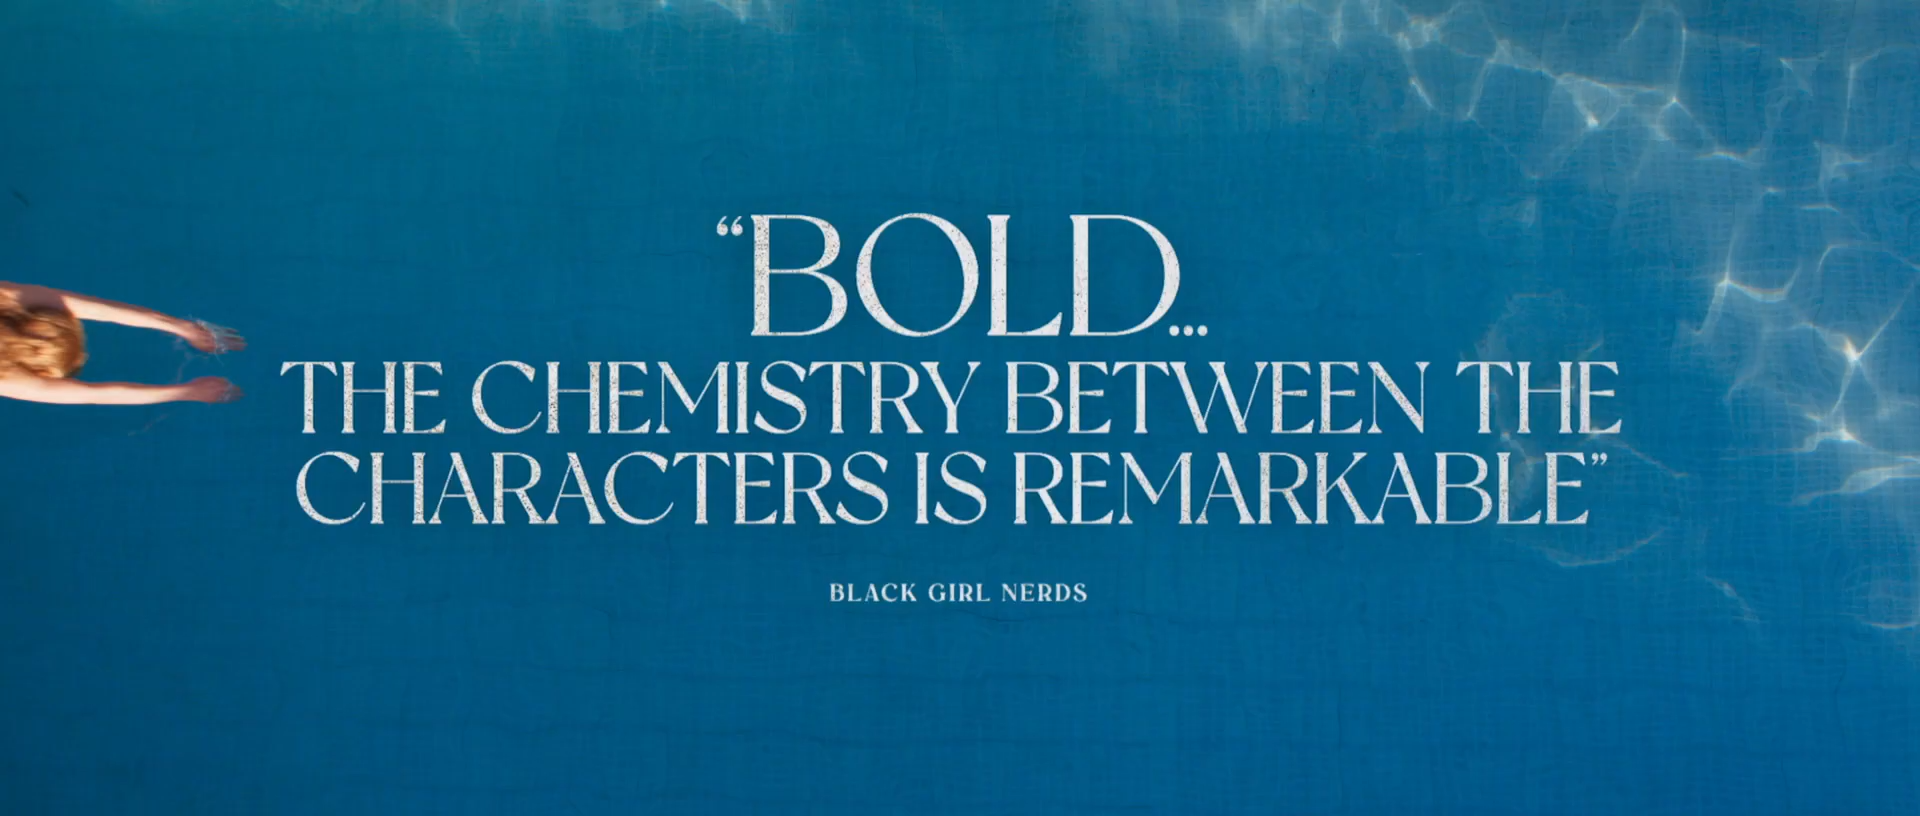 “BOLD...
THE CHEMISTRY BETWEEN THE
CHARACTERS IS REMARKABLE”
BLACK GIRL NERDS